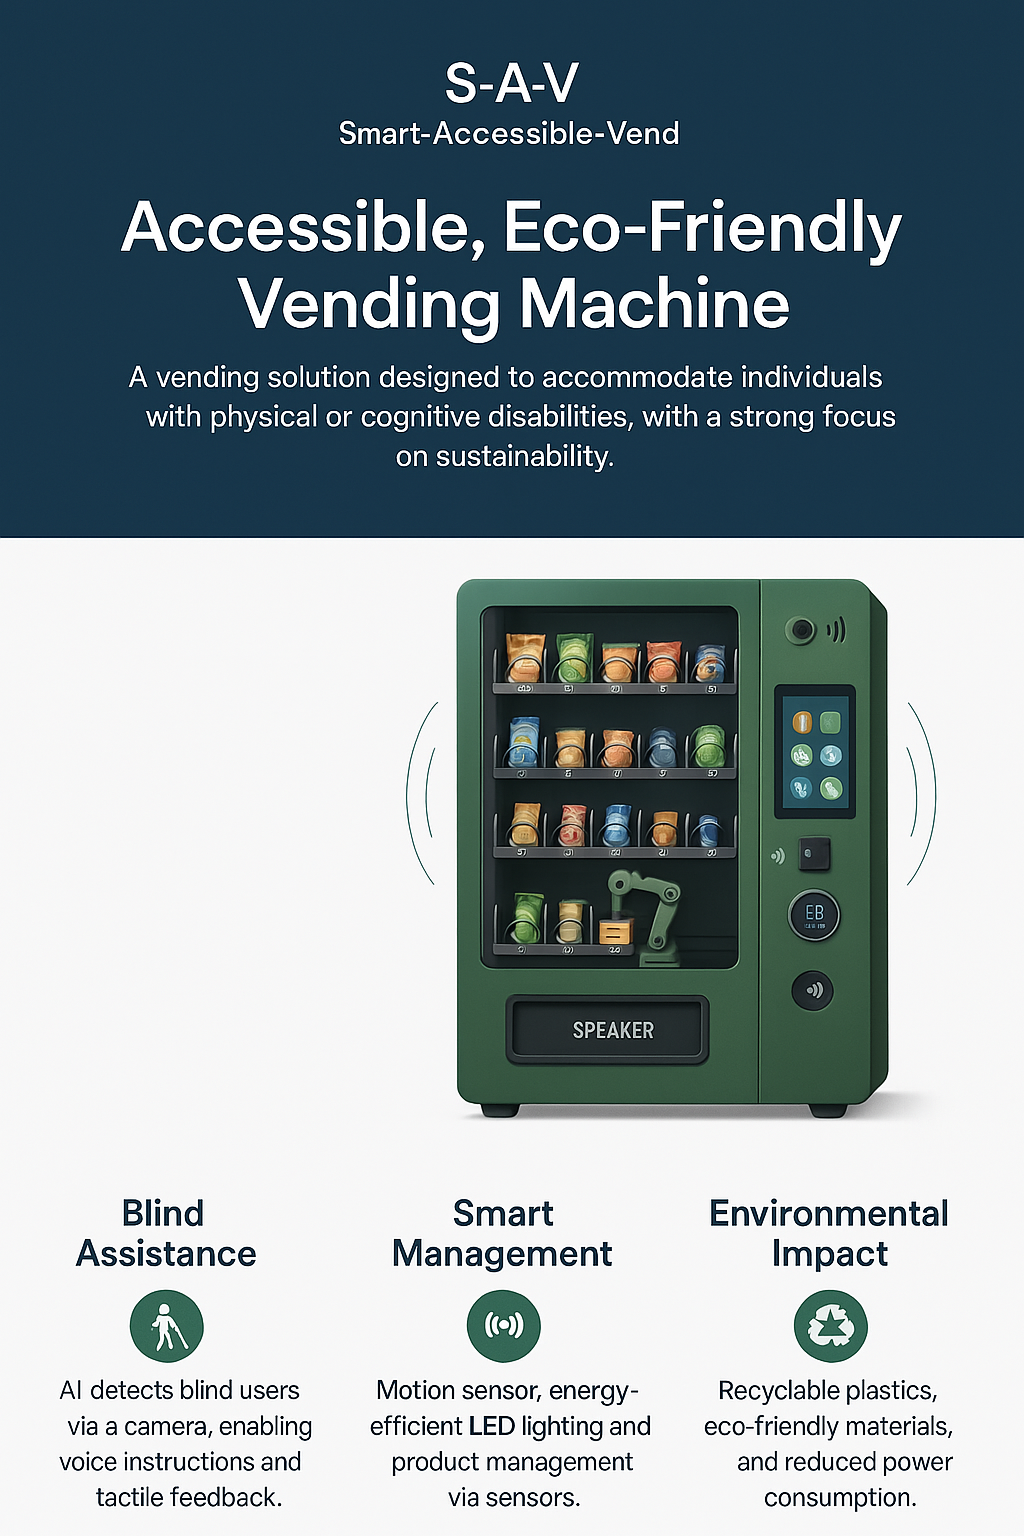 S-A-V
Smart-Accessible-Vend
Accessible, Eco-Friendly
Vending Machine
A vending solution designed to accommodate individuals
with physical or cognitive disabilities, with a strong focus
on sustainability.
EB
SPEAKER
Blind
Assistance
Smart
Management
Environmental
Impact
AI detects blind users
via a camera, enabling
voice instructions and
tactile feedback.
Motion sensor, energy-
efficient LED lighting and
product management
via sensors.
Recyclable plastics,
eco-friendly materials,
and reduced power
consumption.